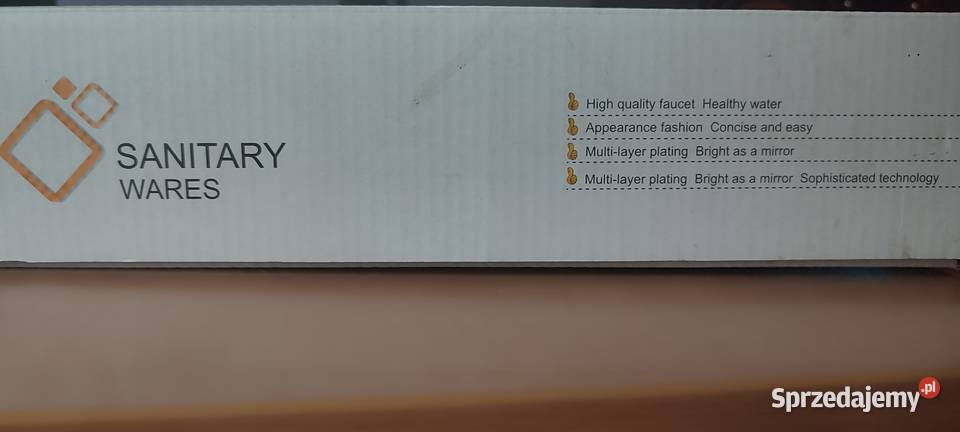 SANITARY
WARES
High quality faucet Healthy water
Appearance fashion Concise and easy
Multi-layer plating Bright as a mirror
Multi-layer plating Bright as a mirror Sophisticated technology
Sprzedajemy.pl